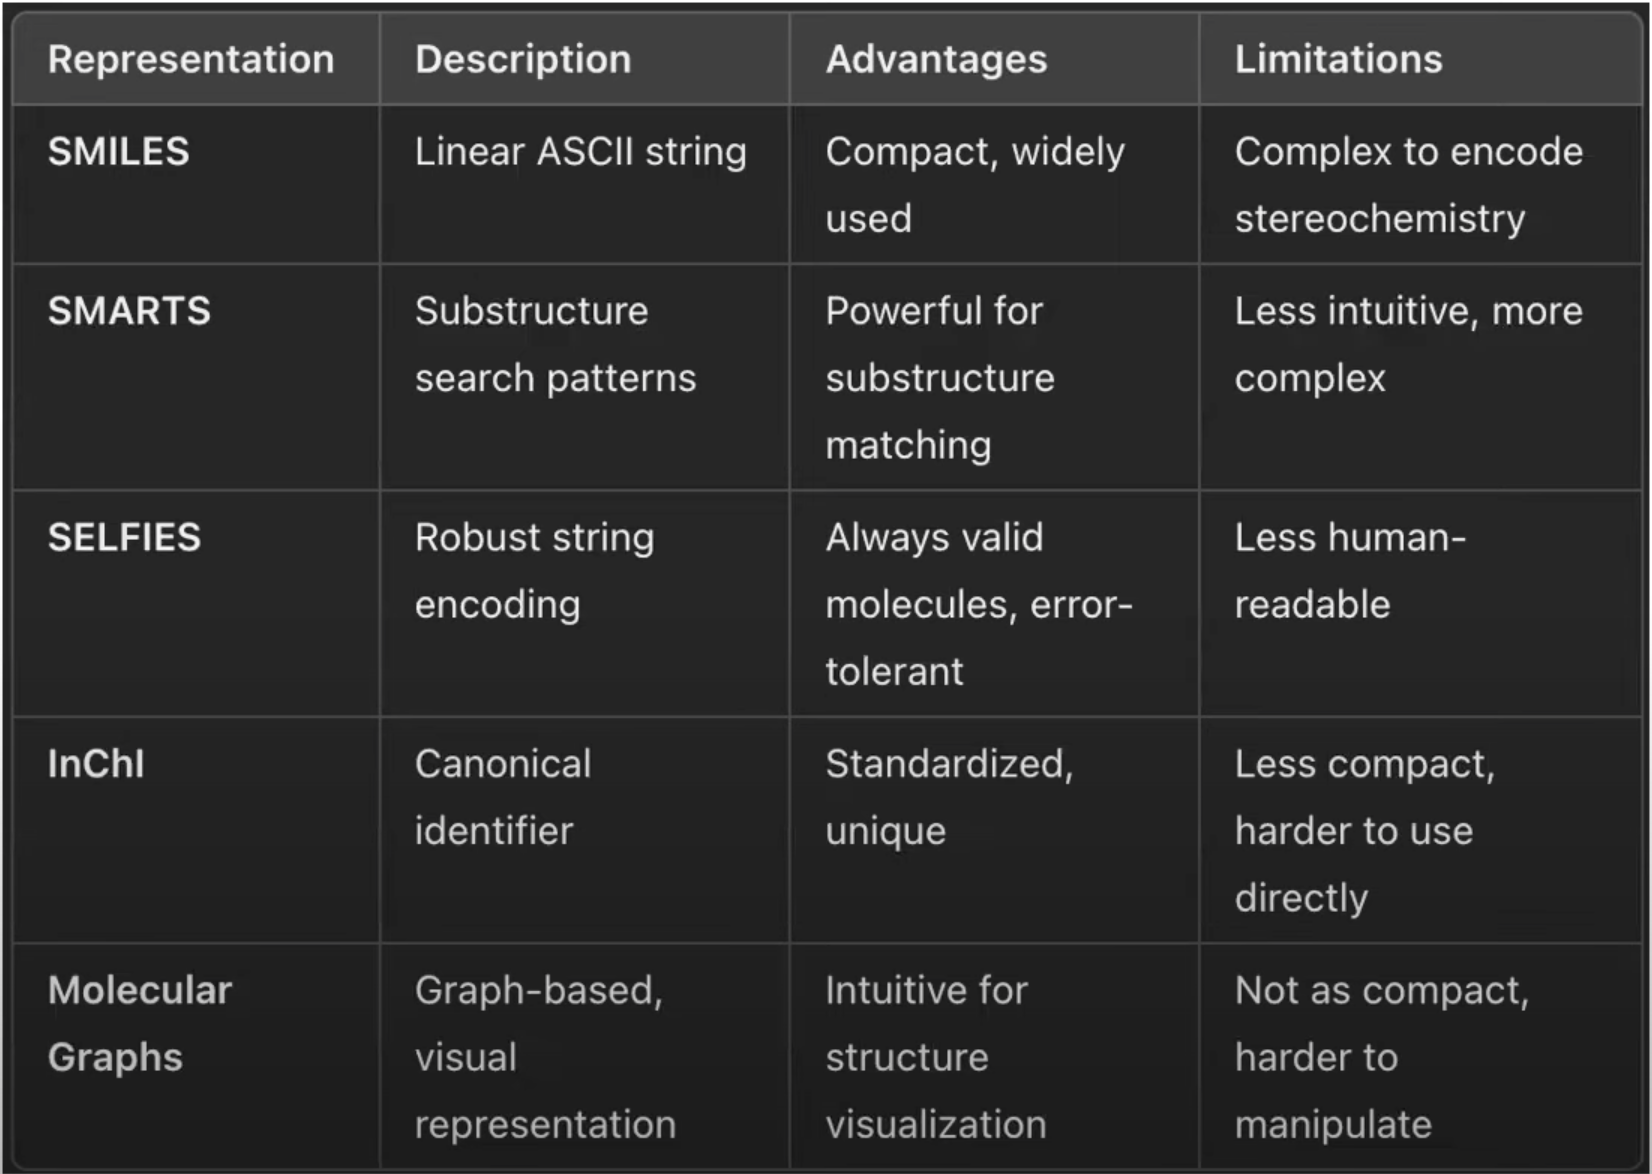 Representation
Description
Advantages
Limitations
SMILES
Linear ASCII string
Compact, widely
used
Complex to encode
stereochemistry
SMARTS
Substructure
search patterns
Powerful for
substructure
matching
Less intuitive, more
complex
SELFIES
Robust string
encoding
Always valid
molecules, error-
tolerant
Less human-
readable
InChI
Canonical
identifier
Standardized,
unique
Less compact,
harder to use
directly
Molecular
Graphs
Graph-based,
visual
representation
Intuitive for
structure
visualization
Not as compact,
harder to
manipulate